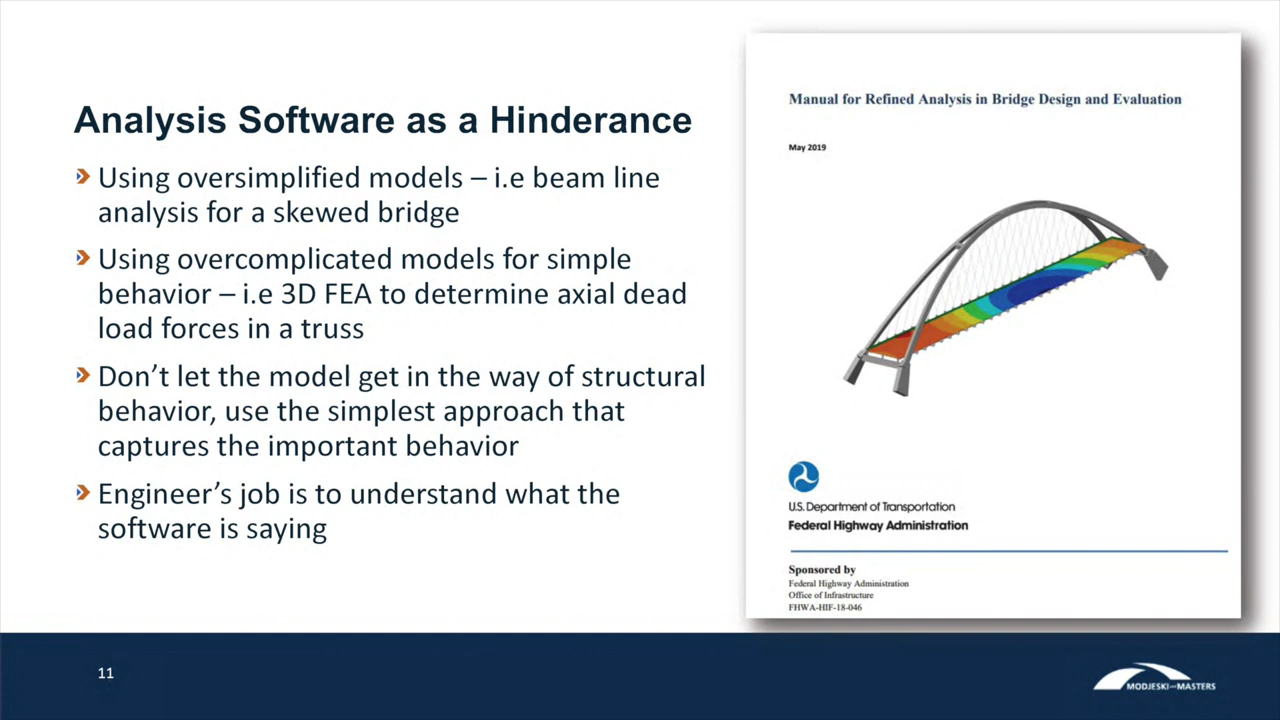 Analysis Software as a Hinderance
Using oversimplified models – i.e beam line
analysis for a skewed bridge
Using overcomplicated models for simple
behavior – i.e 3D FEA to determine axial dead
load forces in a truss
Don't let the model get in the way of structural
behavior, use the simplest approach that
captures the important behavior
Engineer's job is to understand what the
software is saying
Manual for Refined Analysis in Bridge Design and Evaluation
May 2019
U.S. Department of Transportation
Federal Highway Administration
Sponsored by
Federal Highway Administration
Office of Infrastructure
FHWA-HIF-18-046
11
MODJESKI and MASTERS